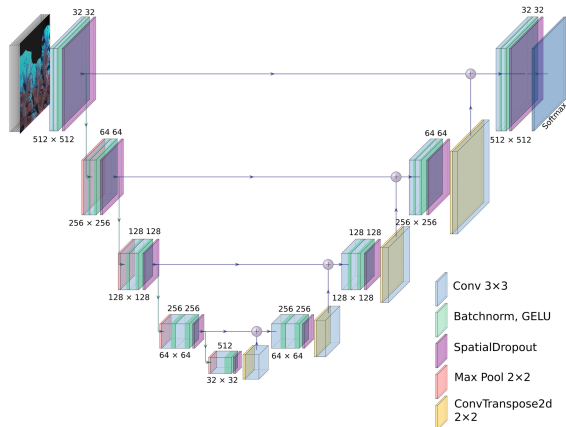 32 32
32 32
512 × 512
512 × 512
Softmax
64 64
64 64
256 × 256
256 × 256
128 128
128 128
128 × 128
128 × 128
256 256
256 256
64 × 64
512
64 × 64
32 × 32
Conv 3×3
Batchnorm, GELU
SpatialDropout
Max Pool 2×2
ConvTranspose2d
2×2